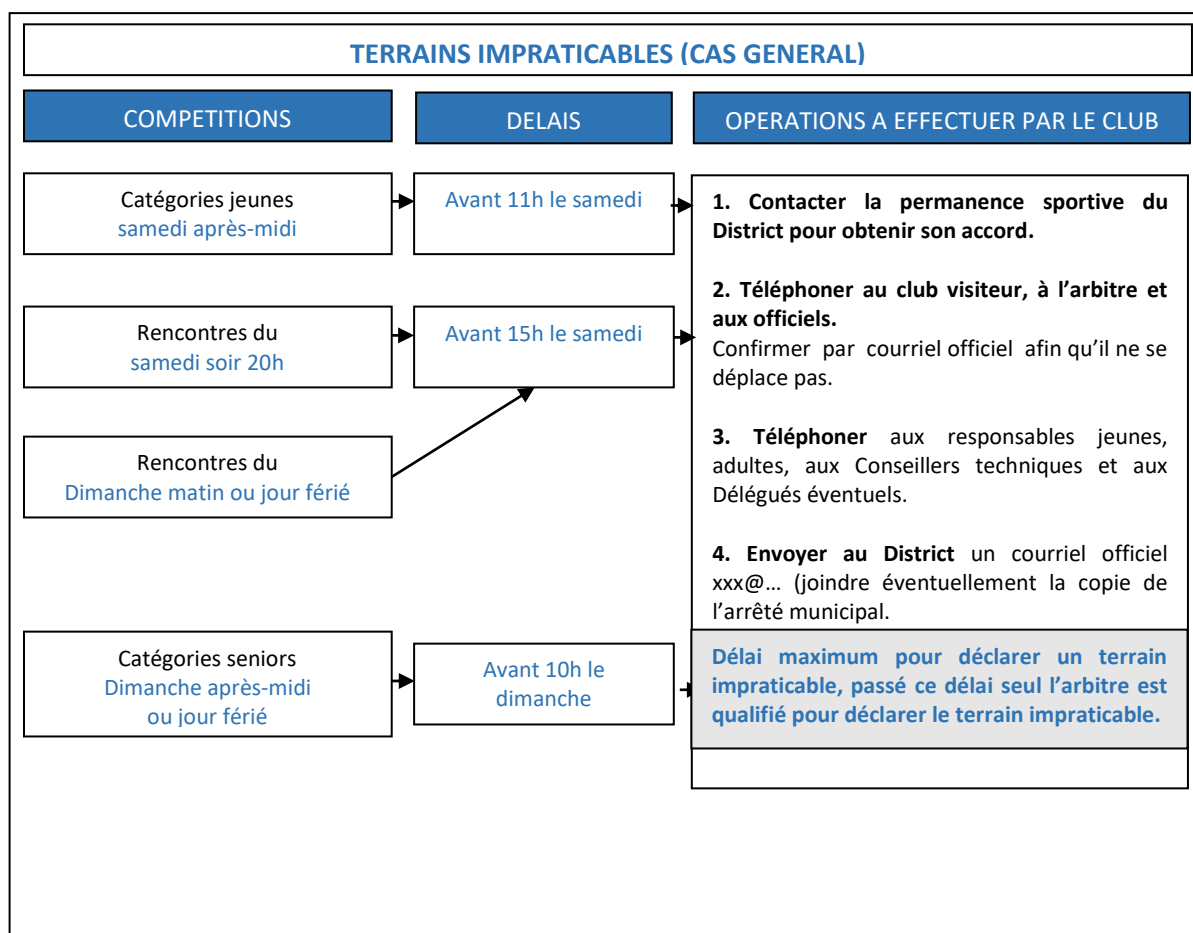 TERRAINS IMPRATICABLES (CAS GENERAL)
COMPETITIONS
DELAIS
OPERATIONS A EFFECTUER PAR LE CLUB
Catégories jeunes
samedi après-midi
Avant 11h le samedi
Rencontres du
samedi soir 20h
Avant 15h le samedi
Rencontres du
Dimanche matin ou jour férié
Catégories seniors
Dimanche après-midi
ou jour férié
Avant 10h le
dimanche
1. Contacter la permanence sportive du
District pour obtenir son accord.
2. Téléphoner au club visiteur, à l’arbitre et
aux officiels.
Confirmer par courriel officiel afin qu’il ne se
déplace pas.
3. Téléphoner aux responsables jeunes,
adultes, aux Conseillers techniques et aux
Délégués éventuels.
4. Envoyer au District un courriel officiel
xxx@… (joindre éventuellement la copie de
l’arrêté municipal.
Délai maximum pour déclarer un terrain
impraticable, passé ce délai seul l’arbitre est
qualifié pour déclarer le terrain impraticable.